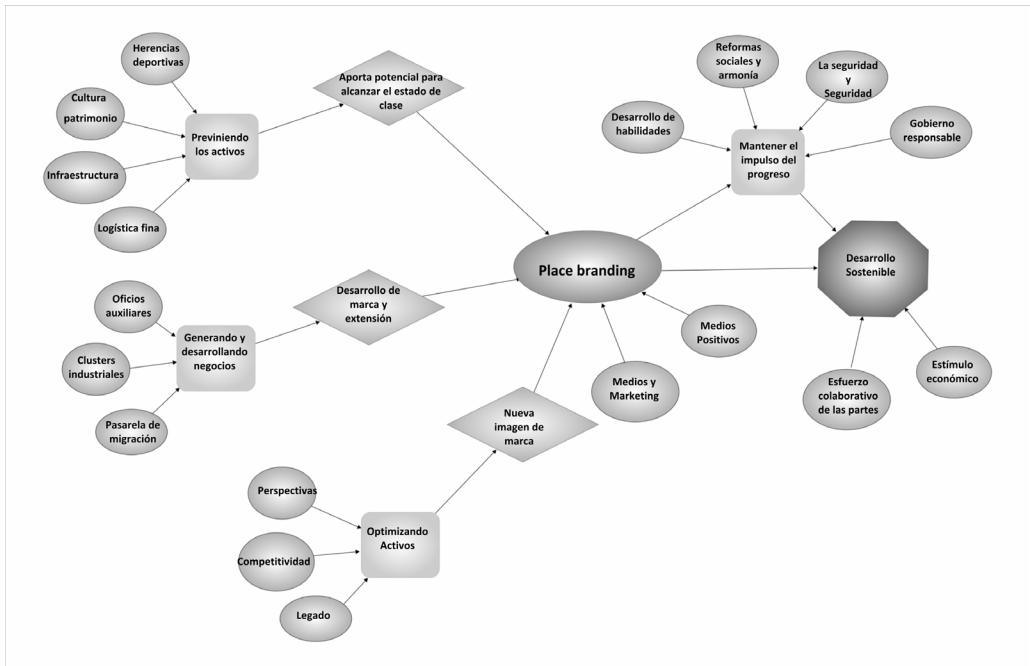 Herencias
deportivas
Cultura
patrimonio
Infraestructura
Logística fina
Previniendo
los activos
Aporta potencial para
alcanzar el estado de
clase
Oficios
auxiliares
Clusters
industriales
Pasarela de
migración
Generando y
desarrollando
negocios
Desarrollo de
marca y
extensión
Perspectivas
Competitividad
Legado
Optimizando
Activos
Nueva
imagen de
marca
Place branding
Medios
Positivos
Medios y
Marketing
Reformas
sociales y
armonía
La seguridad
y
Seguridad
Desarrollo de
habilidades
Gobierno
responsable
Mantener el
impulso del
progreso
Desarrollo
Sostenible
Esfuerzo
colaborativo
de las partes
Estímulo
económico